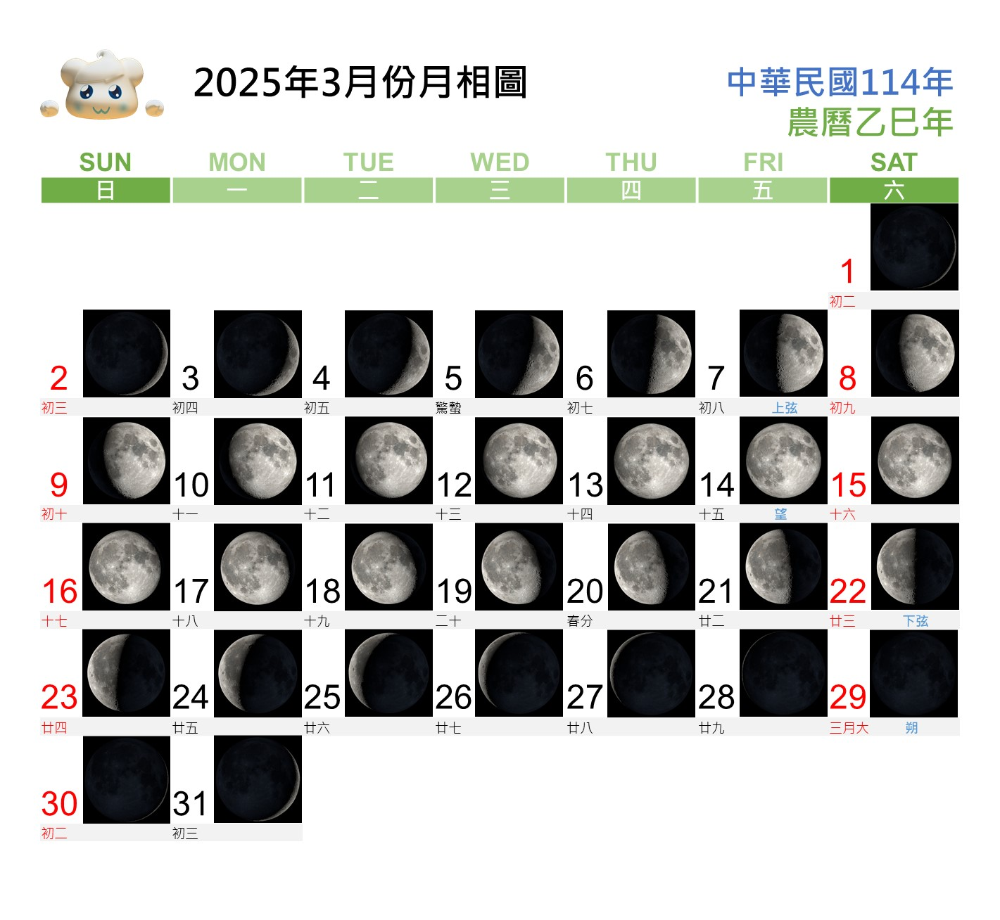 2025年3月份月相圖
中華民國114年
農曆乙巳年
SUN MON TUE WED THU FRI SAT
日 一 二 三 四 五 六
1
初二
2 3 4 5 6 7 8
初三 初四 初五 驚蟄 初七 初八 上弦 初九
9 10 11 12 13 14 15
初十 十一 十二 十三 十四 十五 望 十六
16 17 18 19 20 21 22
十七 十八 十九 二十 春分 廿二 廿三 下弦
23 24 25 26 27 28 29
廿四 廿五 廿六 廿七 廿八 廿九 三月大 朔
30 31
初二 初三